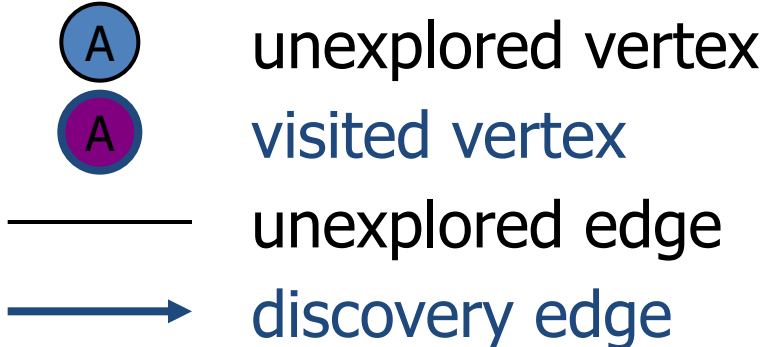 A unexplored vertex
A visited vertex
unexplored edge
discovery edge